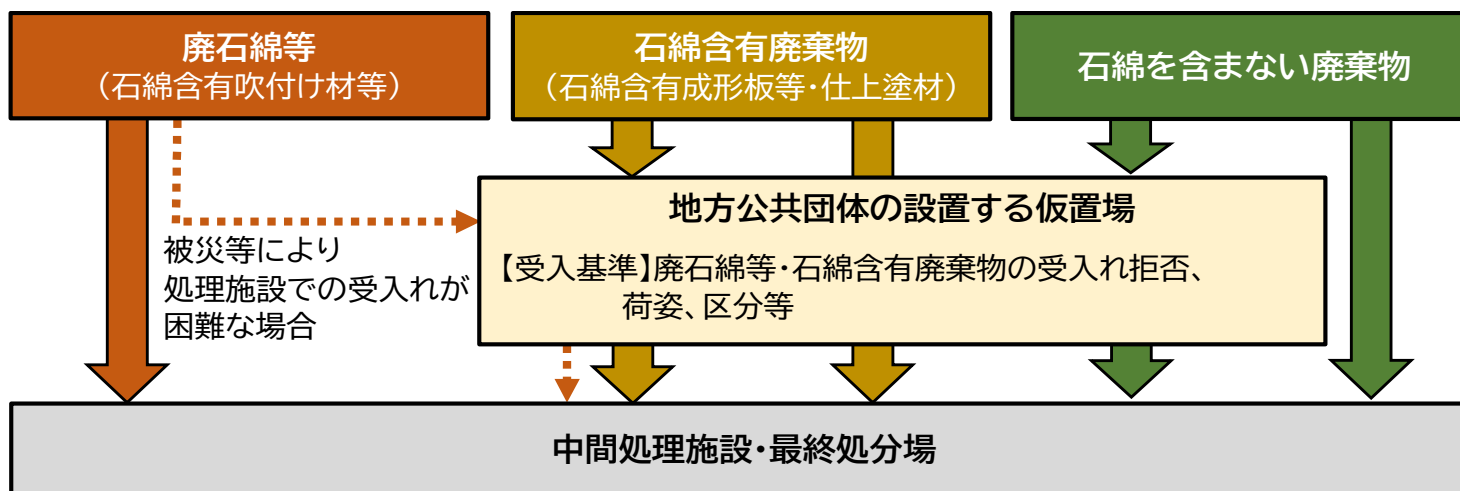 廃石綿等
（石綿含有吹付け材等）
石綿含有廃棄物
（石綿含有成形板等・仕上塗材）
石綿を含まない廃棄物
地方公共団体の設置する仮置場
【受入基準】廃石綿等・石綿含有廃棄物の受入れ拒否、
荷姿、区分等
被災等により
処理施設での受入れが
困難な場合
中間処理施設・最終処分場